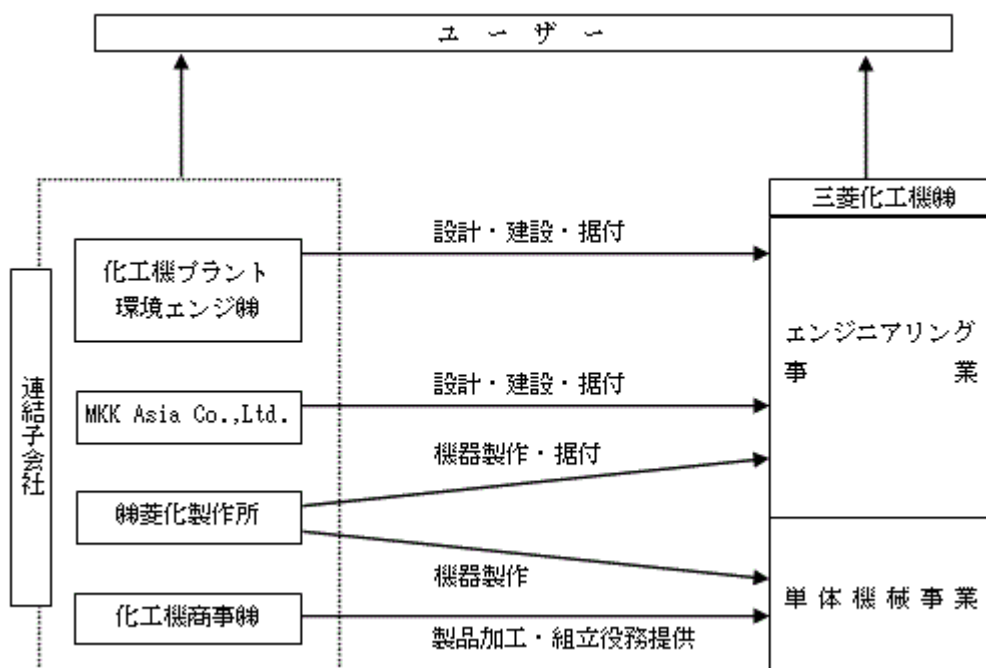 ユーザー
三菱化工機㈱
設計・建設・据付
化工機プラント
環境エンジ㈱
エンジニアリング
事業
連結子会社
設計・建設・据付
MKK Asia Co.,Ltd.
機器製作・据付
㈱菱化製作所
機器製作
単体機械事業
化工機商事㈱
製品加工・組立役務提供